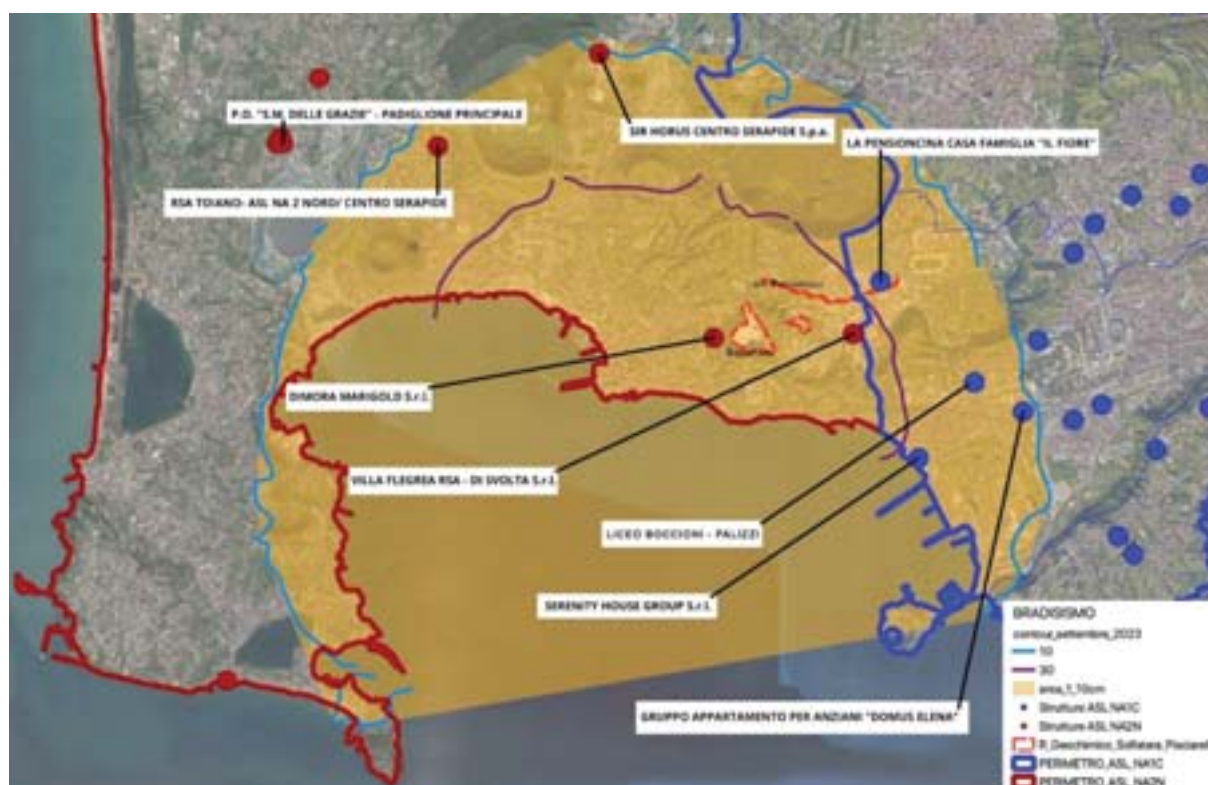 P.O. "S.M. DELLE GRAZIE" - PADIGLIONE PRINCIPALE
SIR HORUS CENTRO SERAPIDE S.p.a.
LA PENSIONCINA CASA FAMIGLIA "IL FIORE"
RSA TOIANO- ASL NA 2 NORD/ CENTRO SERAPIDE
DIMORA MARIGOLD S.r.l.
VILLA FLEGREA RSA - DI SVOLTA S.r.l.
LICEO BOCCIONI - PALIZZI
SERENITY HOUSE GROUP S.r.l.
GRUPPO APPARTAMENTO PER ANZIANI "DOMUS ELENA"
BRADISISMO
contour_settembre_2023
10
30
area_1_10cm
Strutture ASL NA1C
Strutture ASL NA2N
R_Geochimico_Solfatara_Pisciarel
PERIMETRO_ASL_NA1C
PERIMETRO_ASL_NA2N